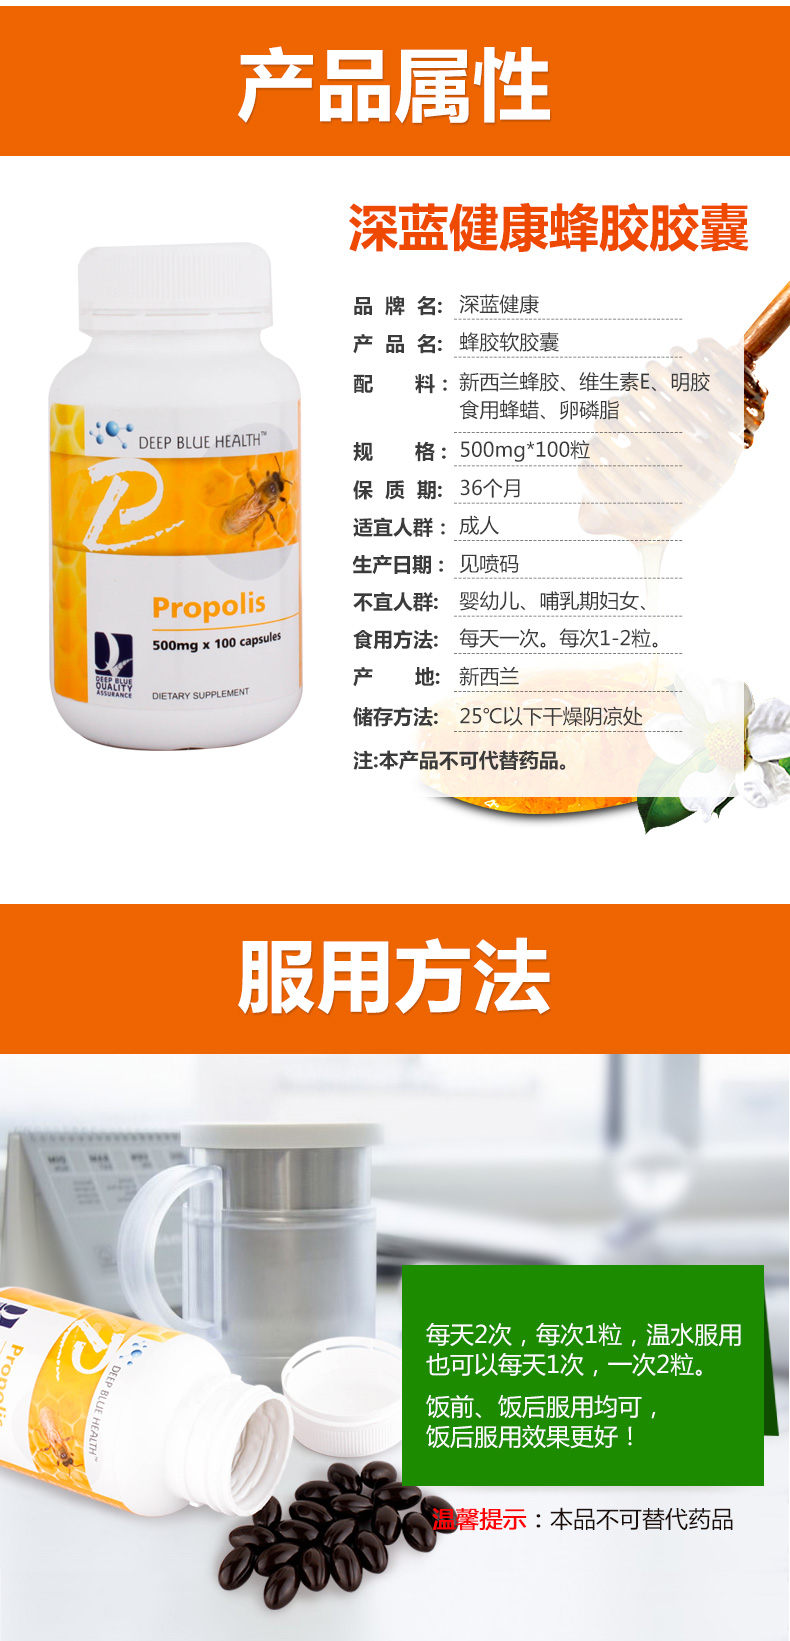 产品属性
深蓝健康蜂胶胶囊
品 牌 名: 深蓝健康
产 品 名: 蜂胶软胶囊
配 料: 新西兰蜂胶、维生素E、明胶
食用蜂蜡、卵磷脂
规 格: 500mg*100粒
保 质 期: 36个月
适宜人群: 成人
生产日期: 见喷码
不宜人群: 婴幼儿、哺乳期妇女、
食用方法: 每天一次。每次1-2粒。
产 地: 新西兰
储存方法: 25℃以下干燥阴凉处
注:本产品不可代替药品。
DEEP BLUE HEALTH™
P
Propolis
500mg x 100 capsules
DEEP BLUE
QUALITY
ASSURANCE
DIETARY SUPPLEMENT
服用方法
每天2次，每次1粒，温水服用
也可以每天1次，一次2粒。
饭前、饭后服用均可，
饭后服用效果更好！
温馨提示：本品不可替代药品
DEEP BLUE HEALTH™
Propolis